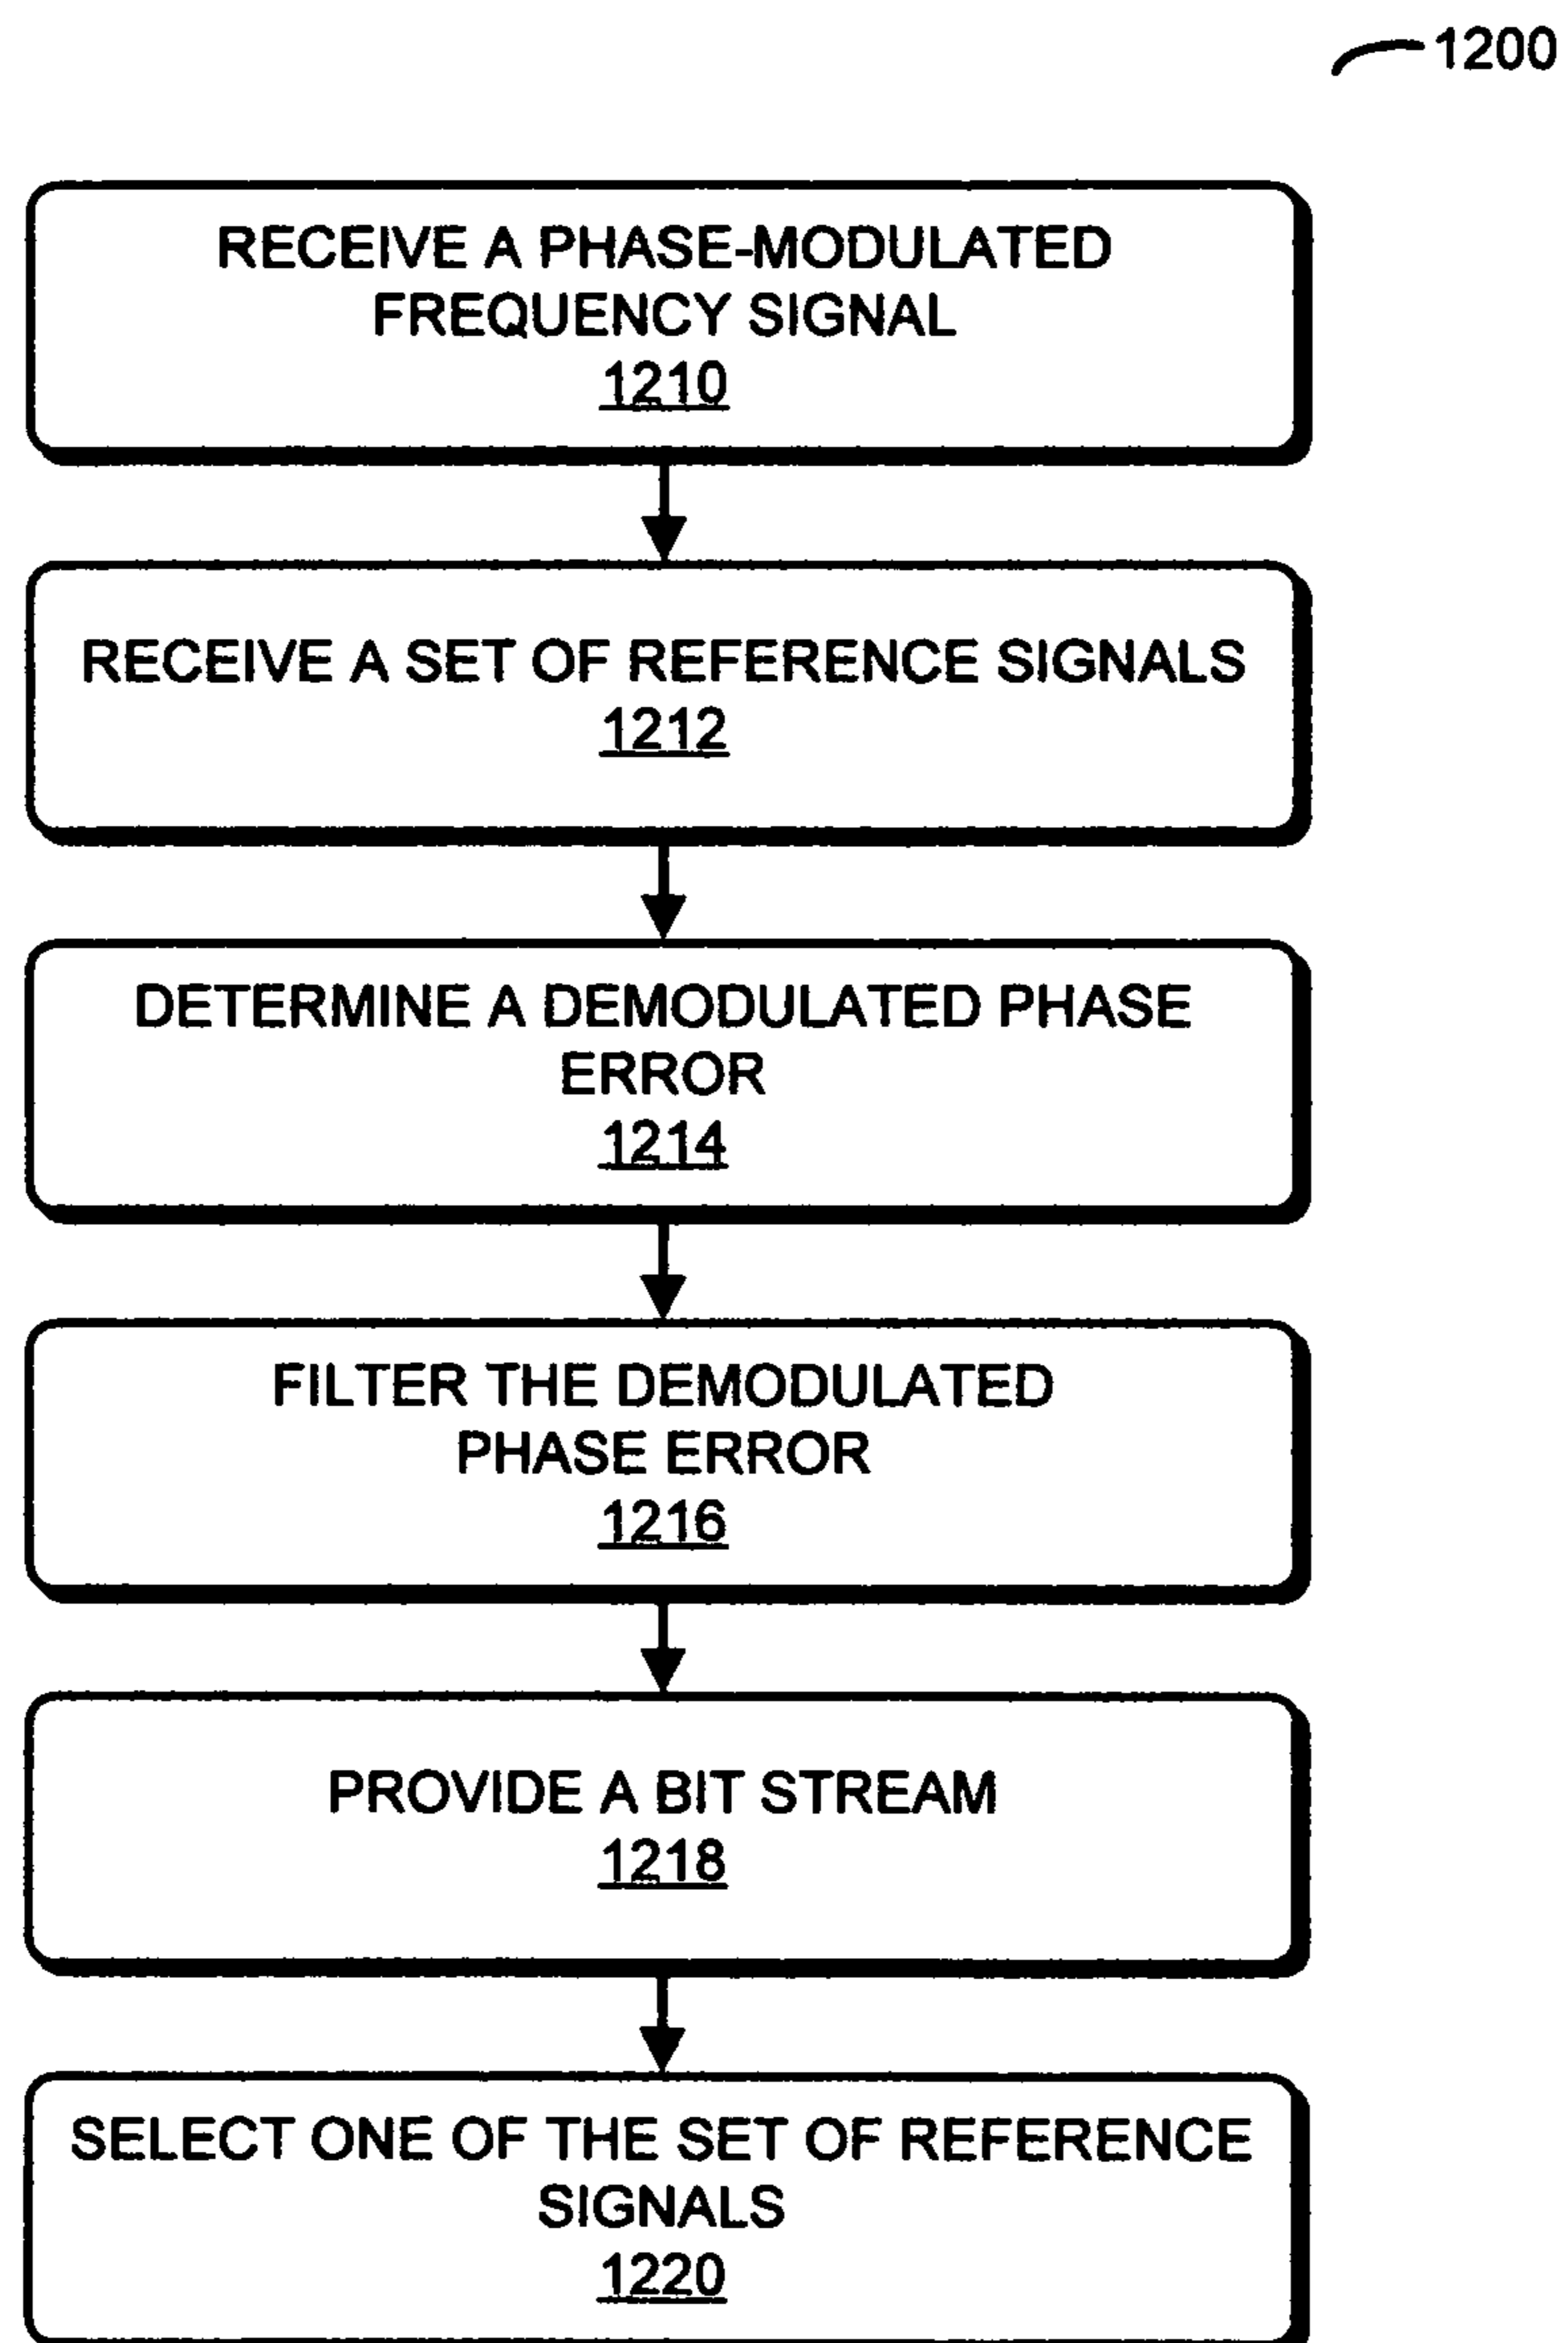 1200
RECEIVE A PHASE-MODULATED
FREQUENCY SIGNAL
1210
RECEIVE A SET OF REFERENCE SIGNALS
1212
DETERMINE A DEMODULATED PHASE
ERROR
1214
FILTER THE DEMODULATED
PHASE ERROR
1216
PROVIDE A BIT STREAM
1218
SELECT ONE OF THE SET OF REFERENCE
SIGNALS
1220